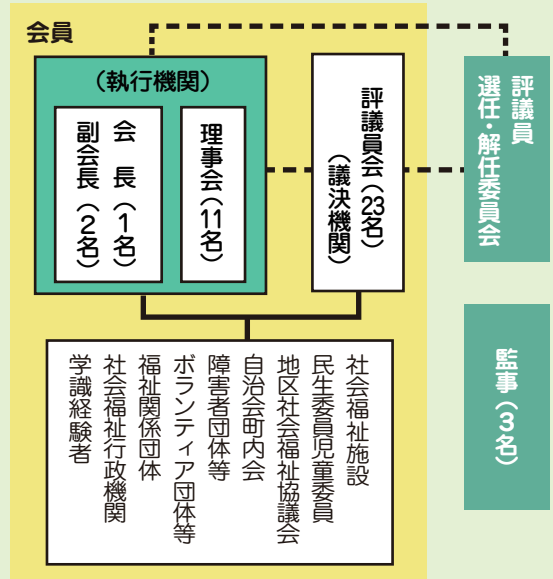 会員
（執行機関）
会　長（1名）
副会長（2名）
理事会（11名）
評議員会（23名）
（議決機関）
評議員
選任・解任委員会
監事（3名）
社会福祉施設
民生委員児童委員
地区社会福祉協議会
自治会町内会
障害者団体等
ボランティア団体等
福祉関係団体
社会福祉行政機関
学識経験者